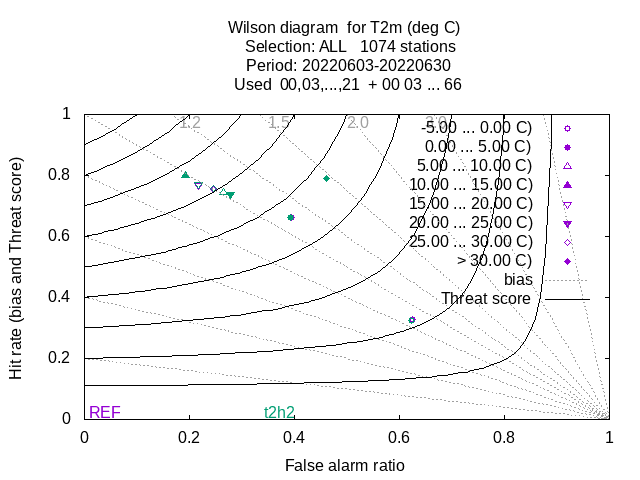 Wilson diagram for T2m (deg C)
Selection: ALL 1074 stations
Period: 20220603-20220630
Used 00,03,...,21 + 00 03 ... 66
Hit rate (bias and Threat score)
1
0.8
0.6
0.4
0.2
0
1.2
1.5
2.0
-5.00 ... 0.00 C)
0.00 ... 5.00 C)
5.00 ... 10.00 C)
10.00 ... 15.00 C)
15.00 ... 20.00 C)
20.00 ... 25.00 C)
25.00 ... 30.00 C)
> 30.00 C)
bias
Threat score
REF
t2h2
0
0.2
0.4
0.6
0.8
1
False alarm ratio